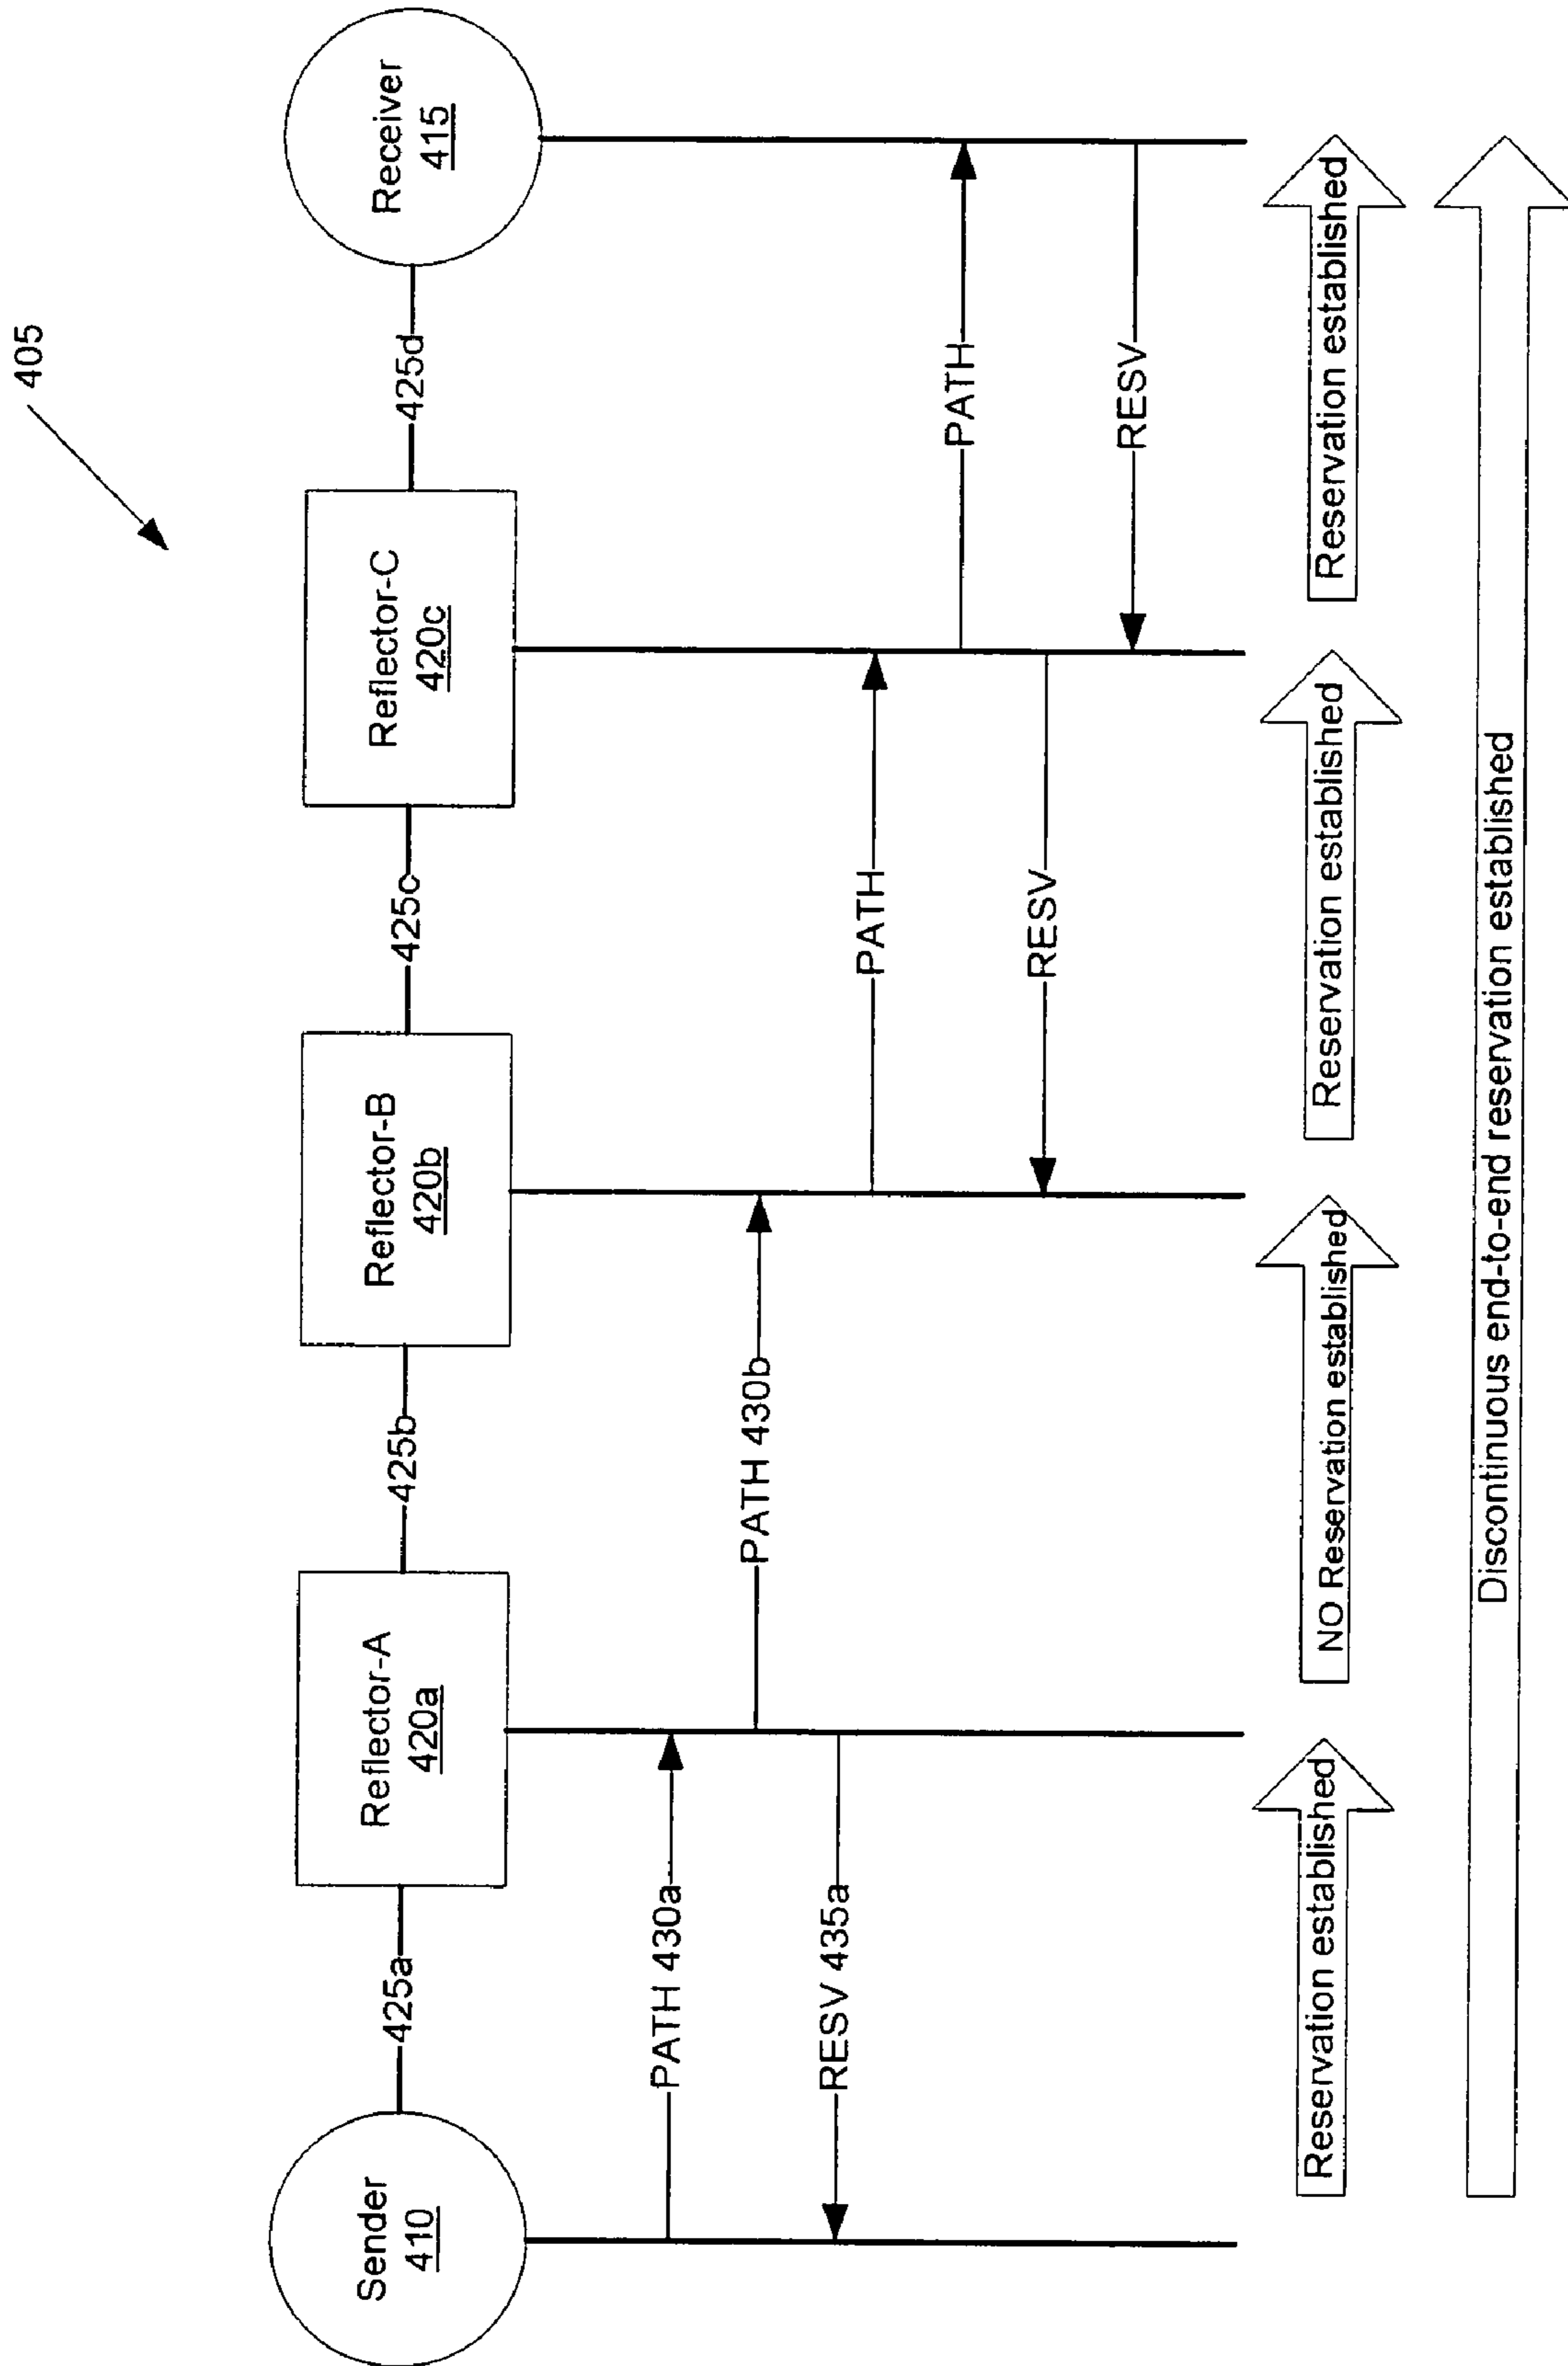 405
Sender
410
425a
Reflector-A
420a
425b
Reflector-B
420b
425c
Reflector-C
420c
425d
Receiver
415
PATH 430a
PATH 430b
RESV 435a
PATH
PATH
RESV
RESV
Reservation established
NO Reservation established
Reservation established
Reservation established
Discontinuous end-to-end reservation established